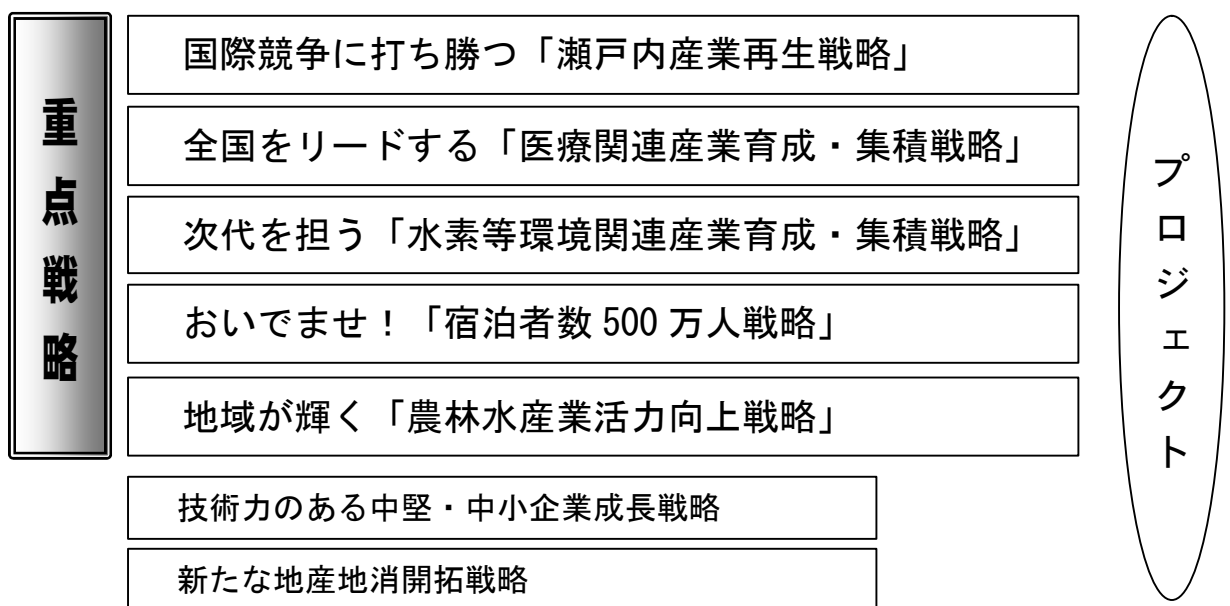 重点戦略
国際競争に打ち勝つ「瀬戸内産業再生戦略」
全国をリードする「医療関連産業育成・集積戦略」
次代を担う「水素等環境関連産業育成・集積戦略」
おいでませ！「宿泊者数 500 万人戦略」
地域が輝く「農林水産業活力向上戦略」
技術力のある中堅・中小企業成長戦略
新たな地産地消開拓戦略
プロジェクト